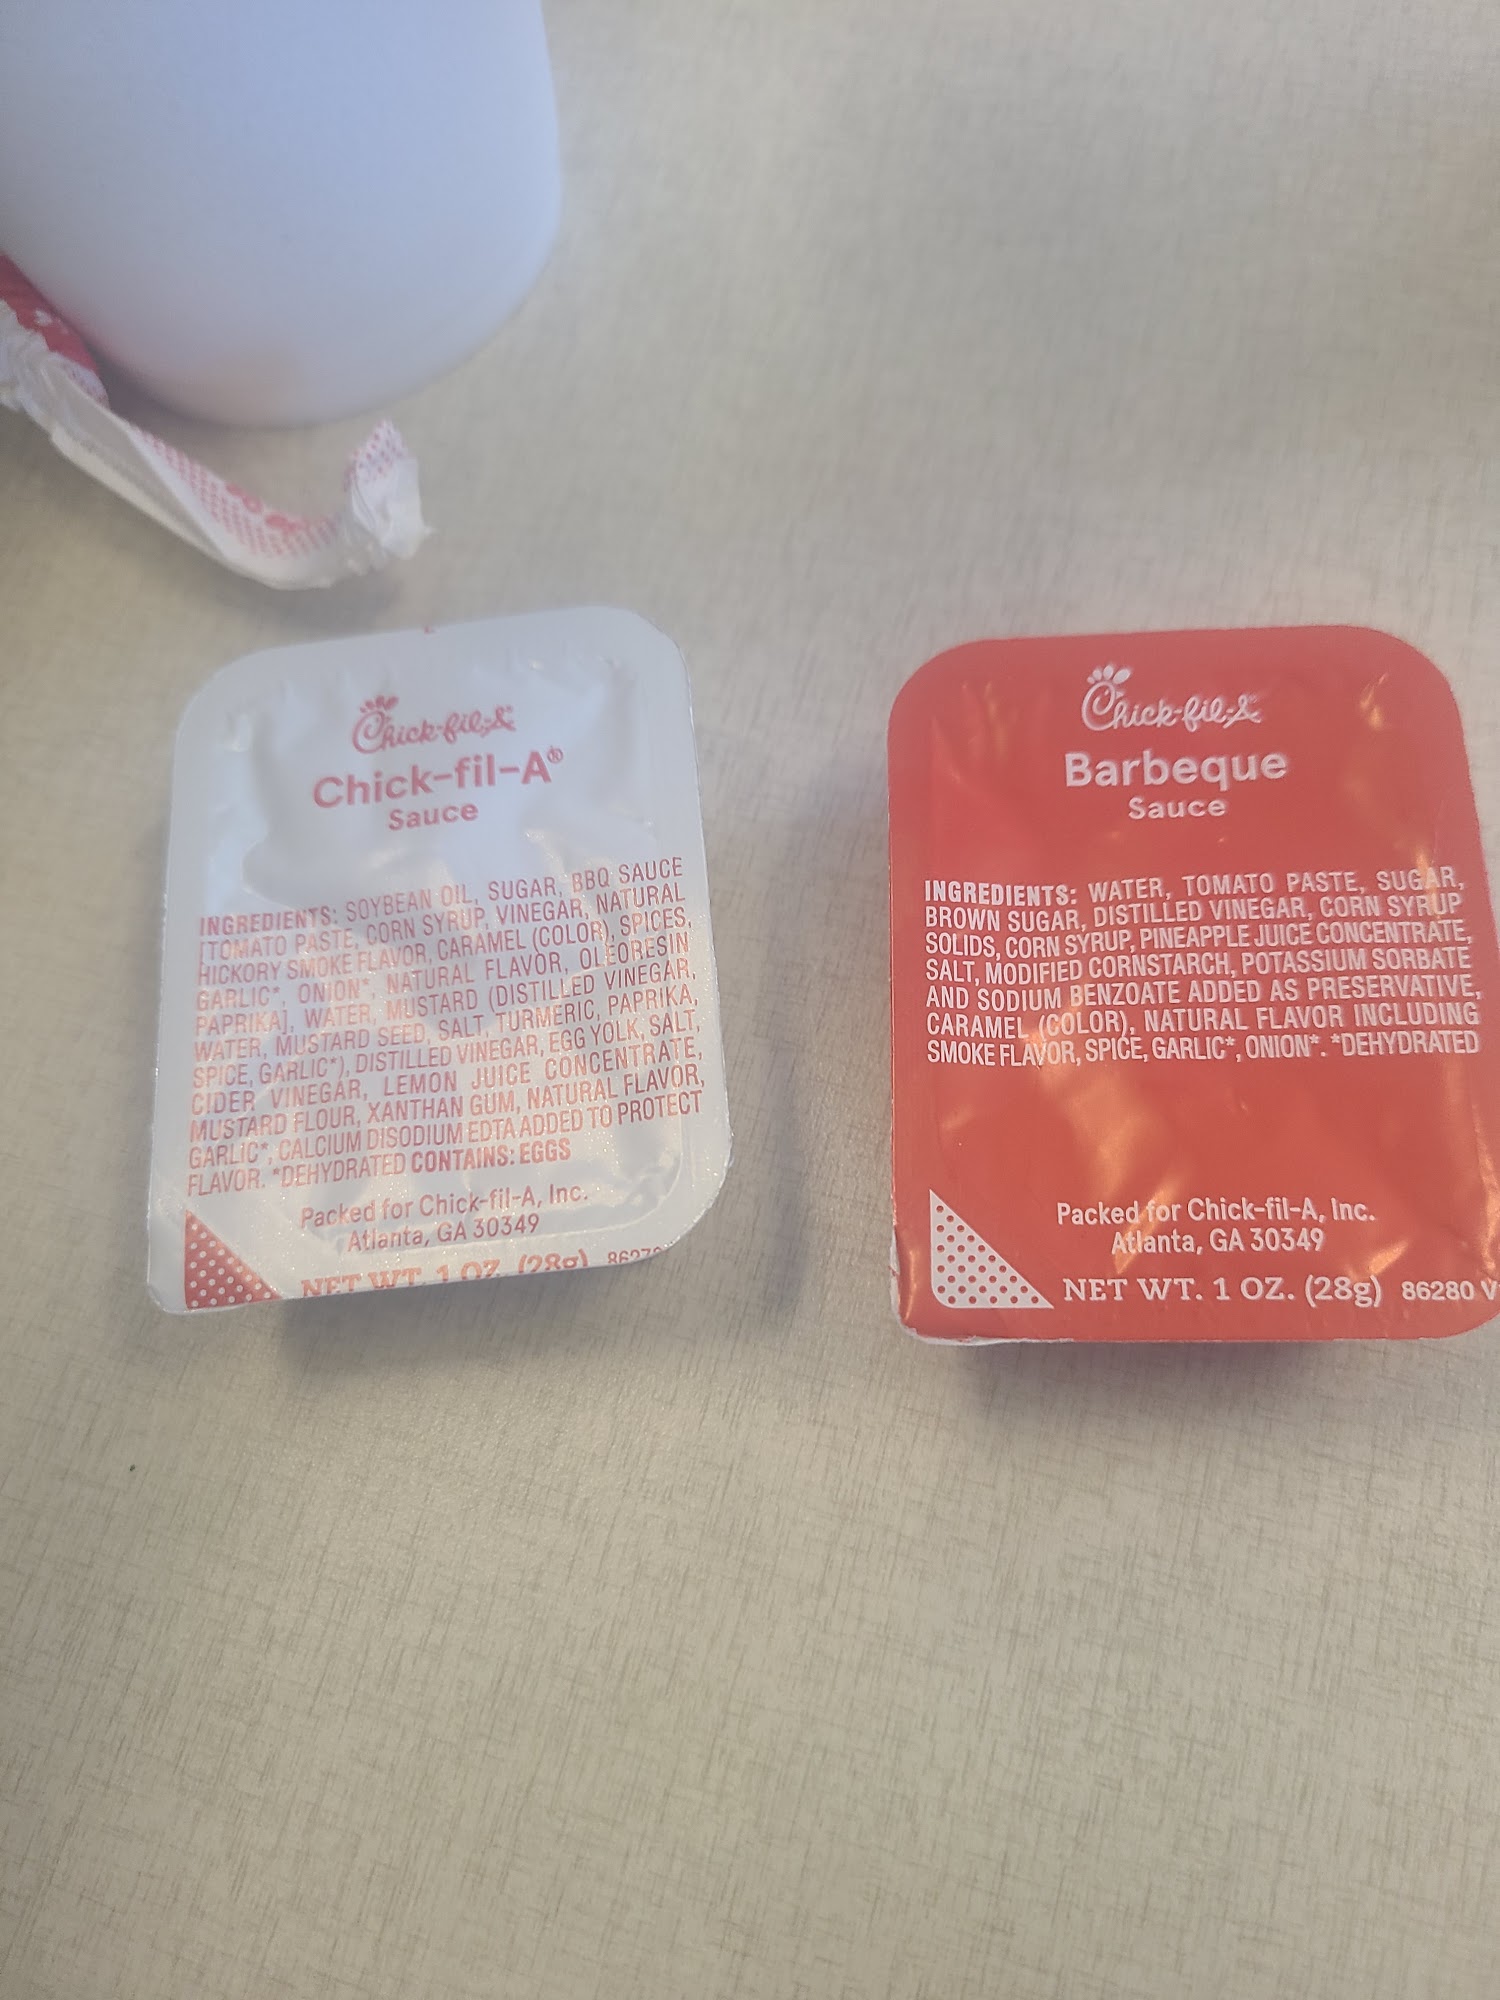 Chick-fil-A
Chick-fil-A®
Sauce
INGREDIENTS: SOYBEAN OIL, SUGAR, BBQ SAUCE
[TOMATO PASTE, CORN SYRUP, VINEGAR, NATURAL
HICKORY SMOKE FLAVOR, CARAMEL (COLOR), SPICES,
GARLIC*, ONION*, NATURAL FLAVOR, OLEORESIN
PAPRIKA], WATER, MUSTARD (DISTILLED VINEGAR,
WATER, MUSTARD SEED, SALT, TURMERIC, PAPRIKA,
SPICE, GARLIC*), DISTILLED VINEGAR, EGG YOLK, SALT,
CIDER VINEGAR, LEMON JUICE CONCENTRATE,
MUSTARD FLOUR, XANTHAN GUM, NATURAL FLAVOR,
GARLIC*, CALCIUM DISODIUM EDTA ADDED TO PROTECT
FLAVOR. *DEHYDRATED CONTAINS: EGGS
Packed for Chick-fil-A, Inc.
Atlanta, GA 30349
NET WT. 1 OZ. (28g)
Chick-fil-A
Barbeque
Sauce
INGREDIENTS: WATER, TOMATO PASTE, SUGAR,
BROWN SUGAR, DISTILLED VINEGAR, CORN SYRUP
SOLIDS, CORN SYRUP, PINEAPPLE JUICE CONCENTRATE,
SALT, MODIFIED CORNSTARCH, POTASSIUM SORBATE
AND SODIUM BENZOATE ADDED AS PRESERVATIVE,
CARAMEL (COLOR), NATURAL FLAVOR INCLUDING
SMOKE FLAVOR, SPICE, GARLIC*, ONION*. *DEHYDRATED
Packed for Chick-fil-A, Inc.
Atlanta, GA 30349
NET WT. 1 OZ. (28g) 86280 V